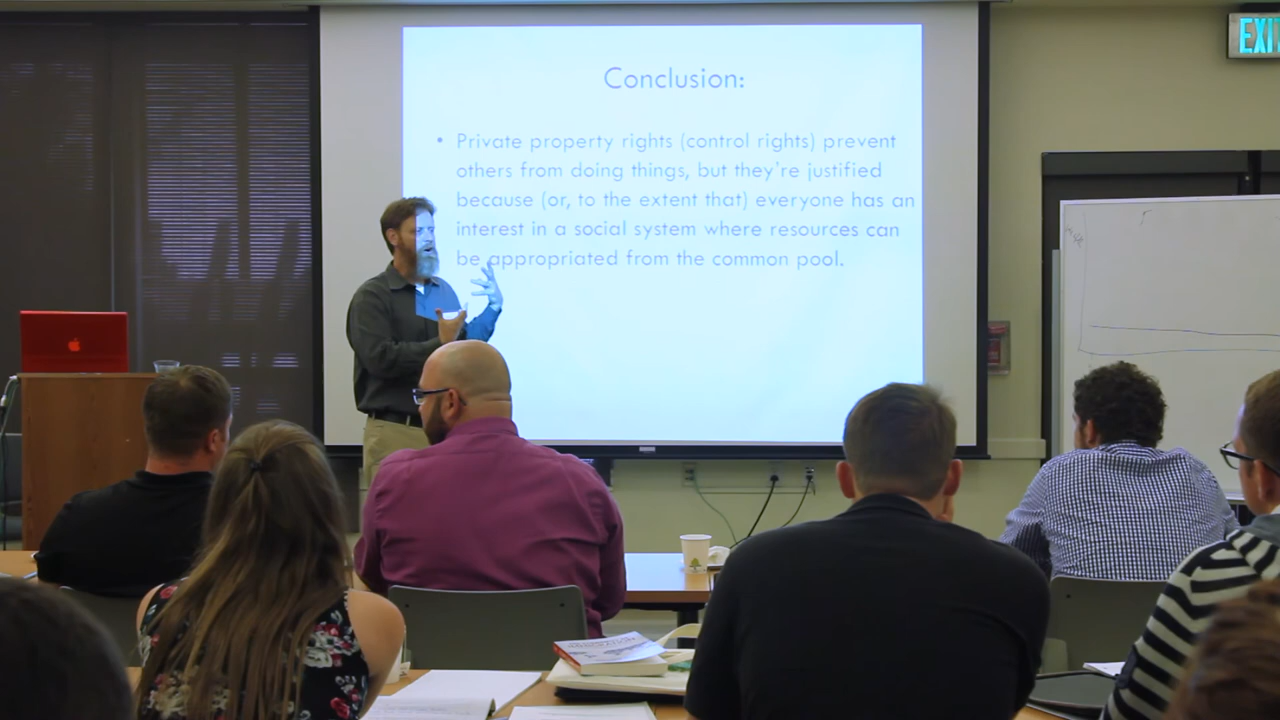 EXI
Conclusion:
• Private property rights (control rights) prevent
others from doing things, but they're justified
because (or, to the extent that) everyone has an
interest in a social system where resources can
be appropriated from the common pool.